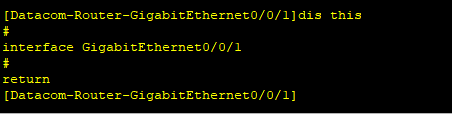 [Datacom-Router-GigabitEthernet0/0/1]dis this
#
interface GigabitEthernet0/0/1
#
return
[Datacom-Router-GigabitEthernet0/0/1]